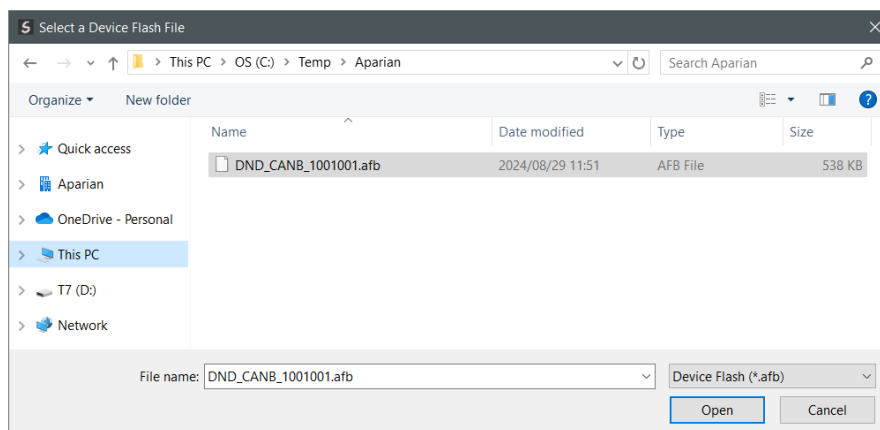 S Select a Device Flash File
This PC > OS (C:) > Temp > Aparian Search Aparian
Organize New folder ?
Name Date modified Type Size
Quick access
DND_CANB_1001001.afb 2024/08/29 11:51 AFB File 538 KB
Aparian
OneDrive - Personal
This PC
T7 (D:)
Network
File name: DND_CANB_1001001.afb Device Flash (*.afb)
Open Cancel